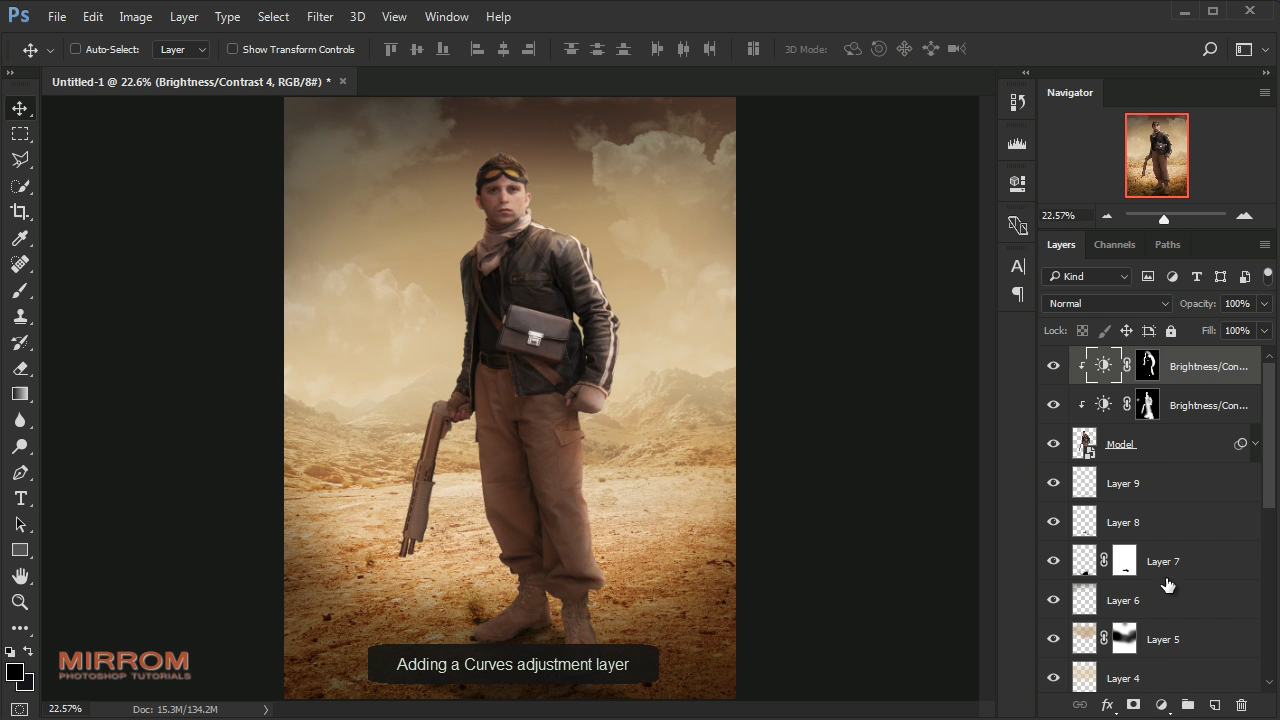 Ps File Edit Image Layer Type Select Filter 3D View Window Help
Auto-Select: Layer Show Transform Controls 3D Mode:
Untitled-1 @ 22.6% (Brightness/Contrast 4, RGB/8#) *
Navigator
22.57%
Layers Channels Paths
Kind
Normal Opacity: 100%
Lock: Fill: 100%
Brightness/Con...
Brightness/Con...
Model
Layer 9
Layer 8
Layer 7
Layer 6
Layer 5
Layer 4
Adding a Curves adjustment layer
MIRROM
PHOTOSHOP TUTORIALS
22.57% Doc: 15.3M/134.2M